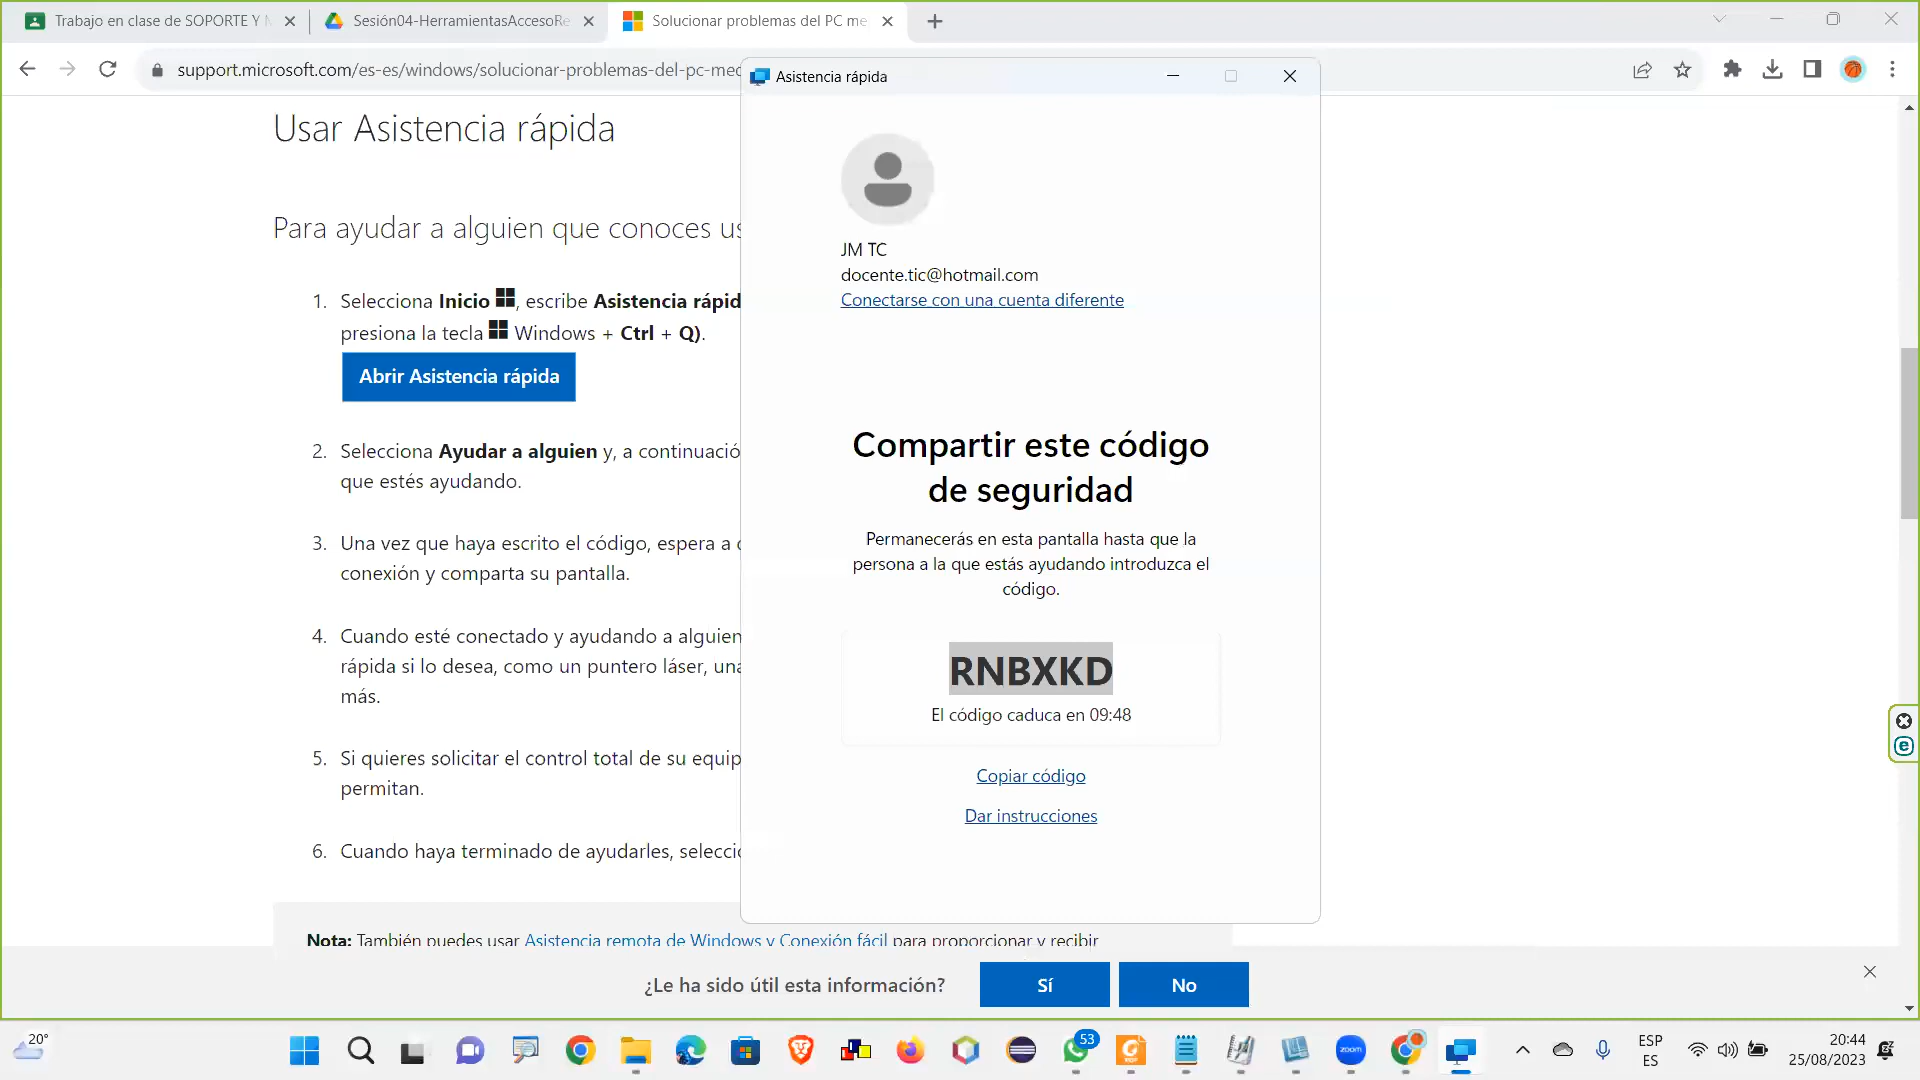 Trabajo en clase de SOPORTE Y
Sesión04-HerramientasAccesoRe
Solucionar problemas del PC me
support.microsoft.com/es-es/windows/solucionar-problemas-del-pc-med
Usar Asistencia rápida
Para ayudar a alguien que conoces us
1. Selecciona Inicio , escribe Asistencia rápid
presiona la tecla Windows + Ctrl + Q).
Abrir Asistencia rápida
2. Selecciona Ayudar a alguien y, a continuació
que estés ayudando.
3. Una vez que haya escrito el código, espera a
conexión y comparta su pantalla.
4. Cuando esté conectado y ayudando a alguien
rápida si lo desea, como un puntero láser, una
más.
5. Si quieres solicitar el control total de su equip
permitan.
6. Cuando haya terminado de ayudarles, selecci
Nota: También puedes usar Asistencia remota de Windows y Conexión fácil para proporcionar y recibir
Asistencia rápida
JM TC
docente.tic@hotmail.com
Conectarse con una cuenta diferente
Compartir este código
de seguridad
Permanecerás en esta pantalla hasta que la
persona a la que estás ayudando introduzca el
código.
RNBXKD
El código caduca en 09:48
Copiar código
Dar instrucciones
¿Le ha sido útil esta información?
Sí
No
20°
53
zoom
ESP
ES
20:44
25/08/2023